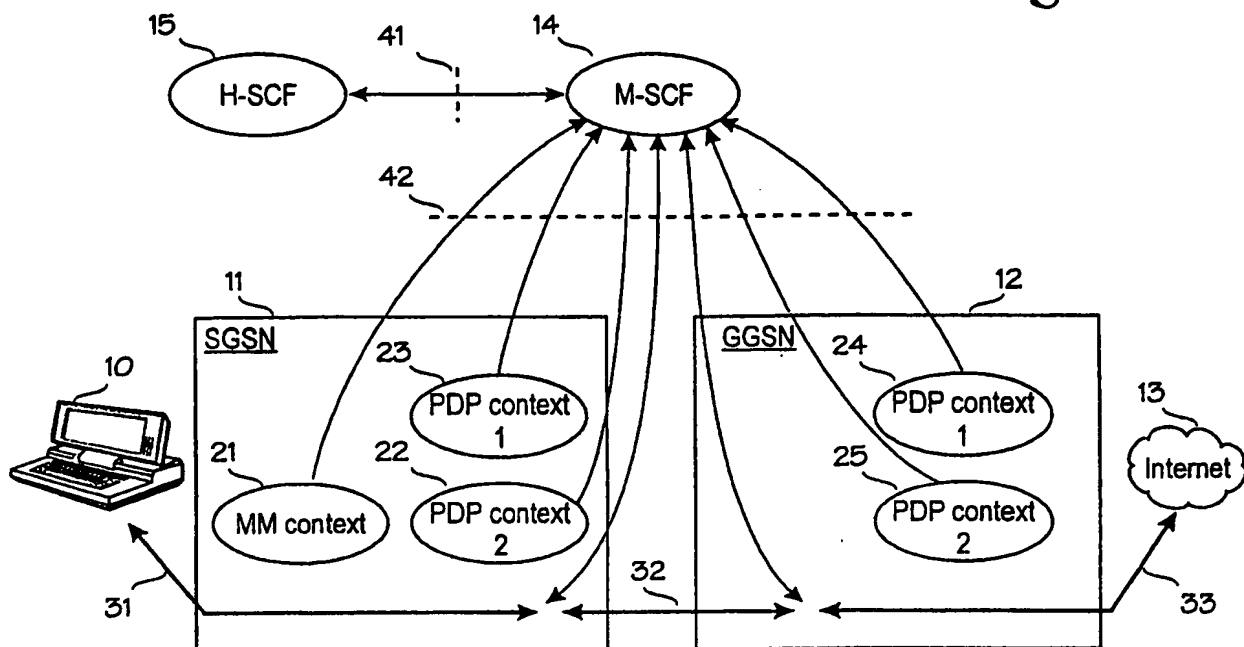 15
41
14
H-SCF
M-SCF
42
11
12
SGSN
GGSN
10
23
PDP context
1
24
PDP context
1
13
Internet
21
MM context
22
PDP context
2
25
PDP context
2
31
32
33